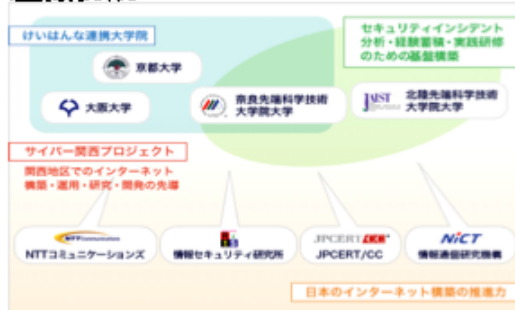 けいはんな連携大学院
セキュリティインシデント
分析・経験蓄積・実践研修
のための基盤構築
京都大学
大阪大学
奈良先端科学技術
大学院大学
JAIST
北陸先端科学技術
大学院大学
サイバー関西プロジェクト
関西地区でのインターネット
構築・運用・研究・開発の先導
NTT Communications
NTTコミュニケーションズ
情報セキュリティ研究所
JPCERT CC
JPCERT/CC
NiCT
情報通信研究機構
日本のインターネット構築の推進力